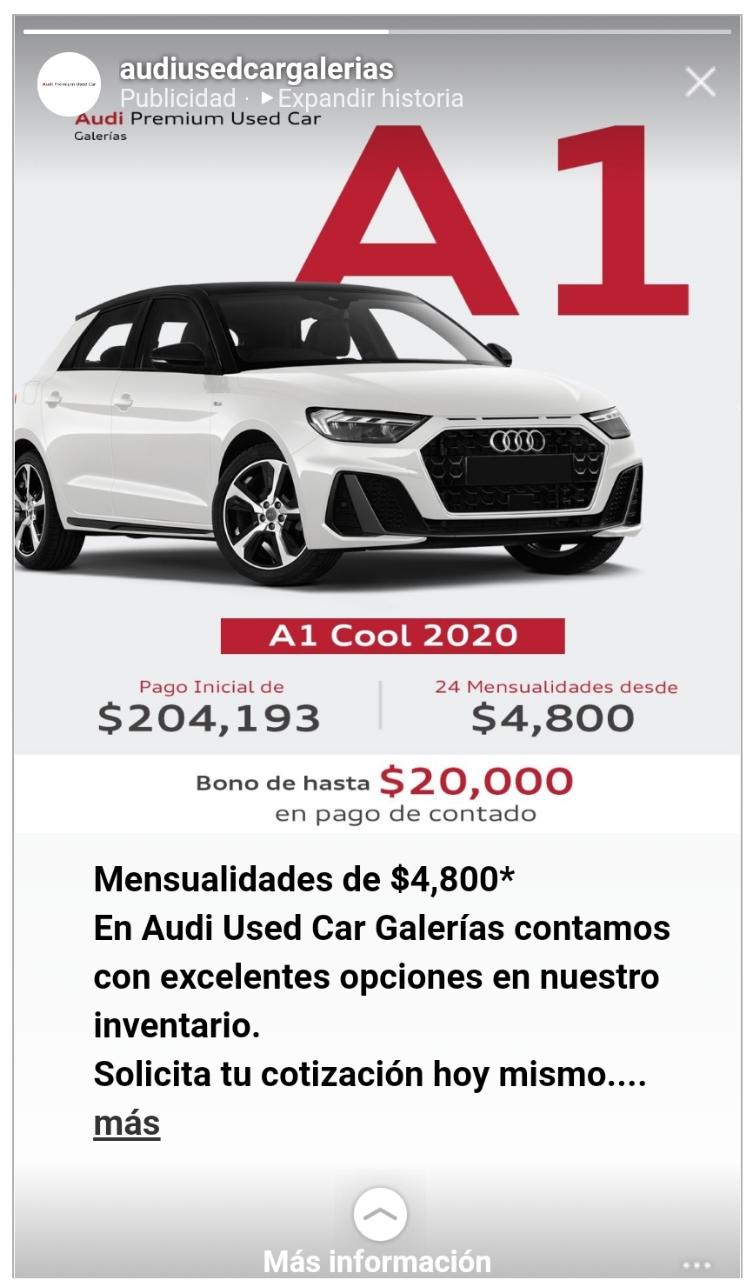 audiusedcargalerias
Publicidad · ▶Expandir historia
Audi Premium Used Car
Galerías
A1
A1 Cool 2020
Pago Inicial de
$204,193
24 Mensualidades desde
$4,800
Bono de hasta $20,000
en pago de contado
Mensualidades de $4,800*
En Audi Used Car Galerías contamos
con excelentes opciones en nuestro
inventario.
Solicita tu cotización hoy mismo....
más
Más información